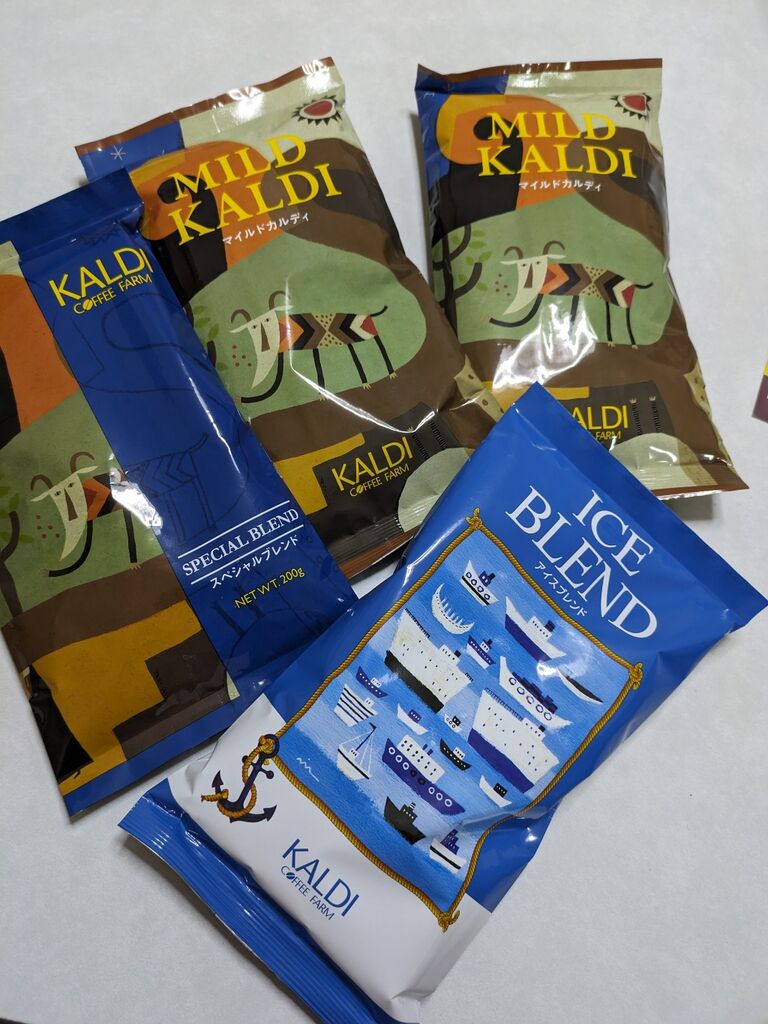 MILD
KALDI
マイルドカルディ
KALDI
COFFEE FARM
MILD
KALDI
マイルドカルディ
ALDI
FARM
KALDI
COFFEE FARM
SPECIAL BLEND
スペシャルブレンド
NET WT. 200g
ICE
BLEND
アイスブレンド
KALDI
COFFEE FARM